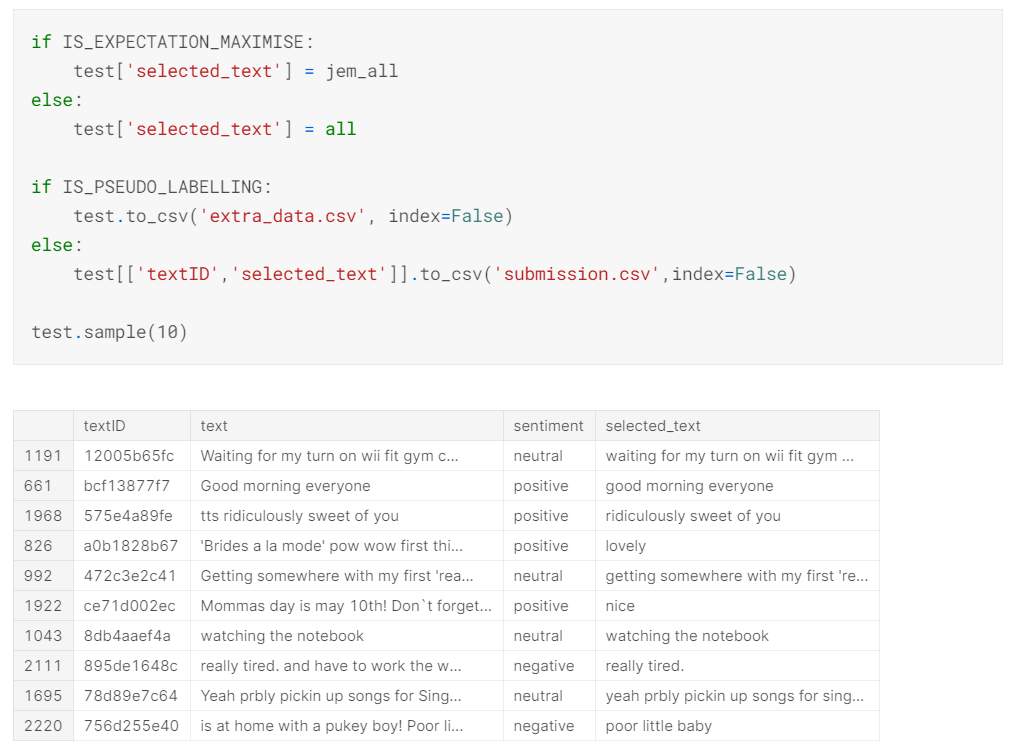 if IS_EXPECTATION_MAXIMISE:
    test['selected_text'] = jem_all
else:
    test['selected_text'] = all

if IS_PSEUDO_LABELLING:
    test.to_csv('extra_data.csv', index=False)
else:
    test[['textID','selected_text']].to_csv('submission.csv',index=False)

test.sample(10)

textID text sentiment selected_text
1191 12005b65fc Waiting for my turn on wii fit gym c... neutral waiting for my turn on wii fit gym ...
661 bcf13877f7 Good morning everyone positive good morning everyone
1968 575e4a89fe tts ridiculously sweet of you positive ridiculously sweet of you
826 a0b1828b67 'Brides a la mode' pow wow first thi... positive lovely
992 472c3e2c41 Getting somewhere with my first 'rea... neutral getting somewhere with my first 're...
1922 ce71d002ec Mommas day is may 10th! Don`t forget... positive nice
1043 8db4aaef4a watching the notebook neutral watching the notebook
2111 895de1648c really tired. and have to work the w... negative really tired.
1695 78d89e7c64 Yeah prbly pickin up songs for Sing... neutral yeah prbly pickin up songs for sing...
2220 756d255e40 is at home with a pukey boy! Poor li... negative poor little baby